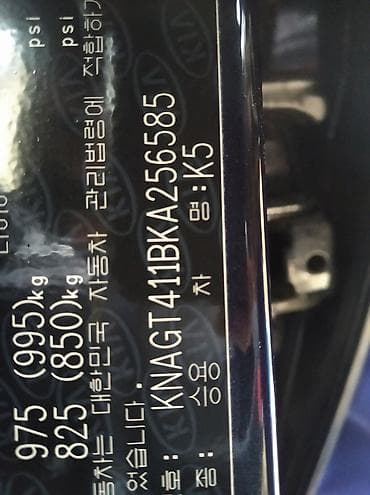 psi
psi
975 (995)kg
825 (850)kg
동차는 대한민국 자동차 관리법령에 적합하
었습니다.
호: KNAGT411BKA256585
종: 승용 차 명:K5